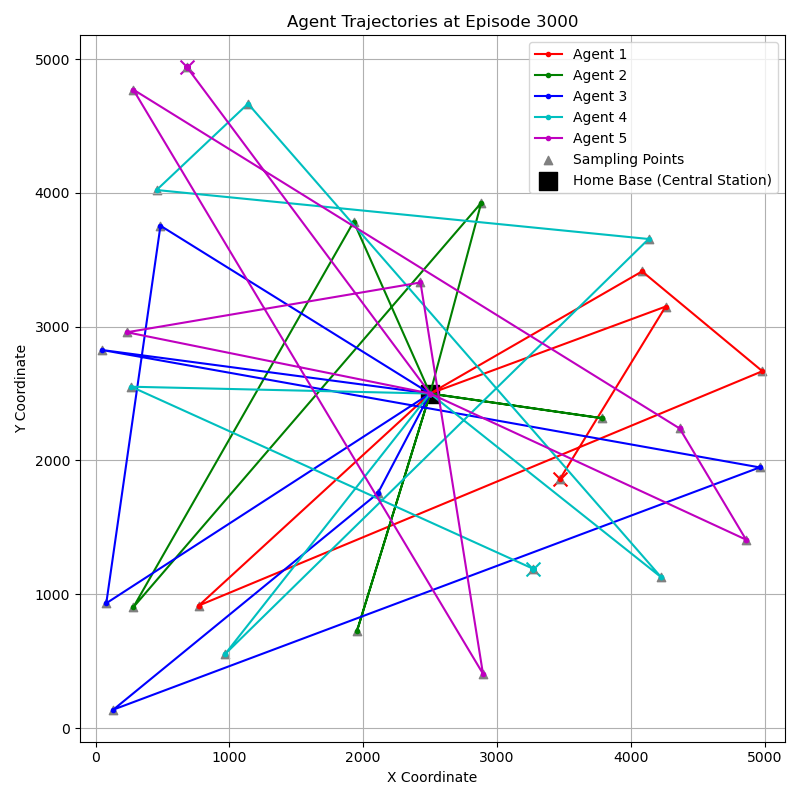 Agent Trajectories at Episode 3000
Agent 1
Agent 2
Agent 3
Agent 4
Agent 5
Sampling Points
Home Base (Central Station)
5000
4000
3000
2000
1000
0
Y Coordinate
0 1000 2000 3000 4000 5000
X Coordinate